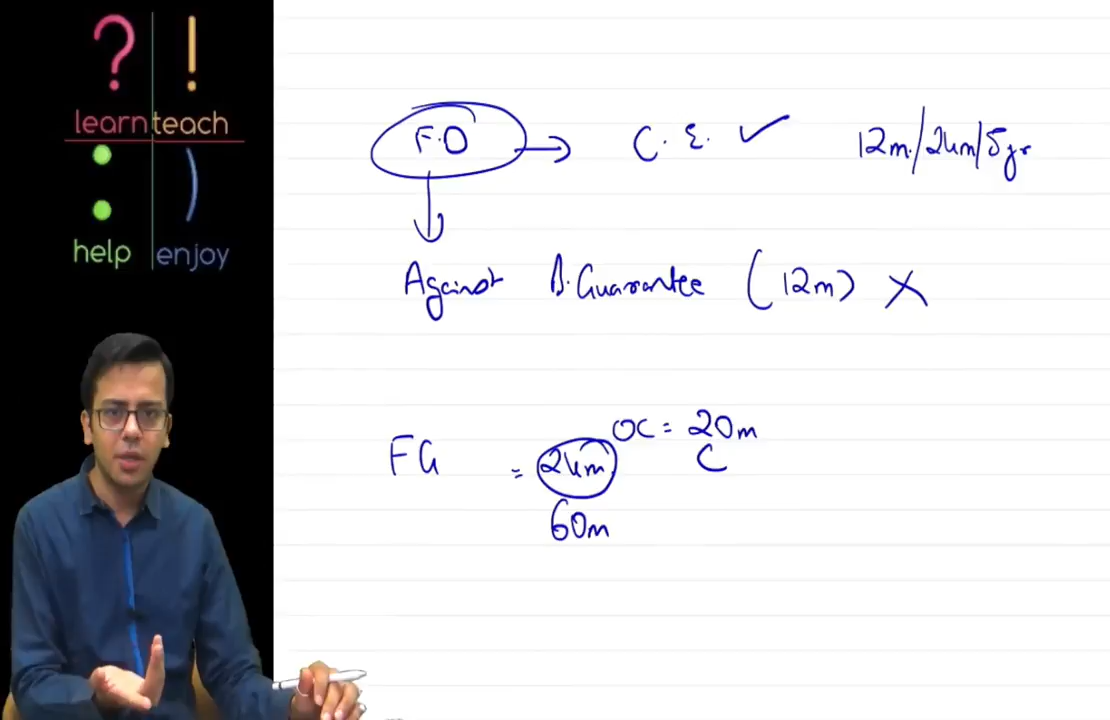 ? !
learn teach
help enjoy
F.D → C.E. ✓ 12m/24m/5yr
Against B.Guarantee (12m) X
OC = 20m
FG = 24m C
60m